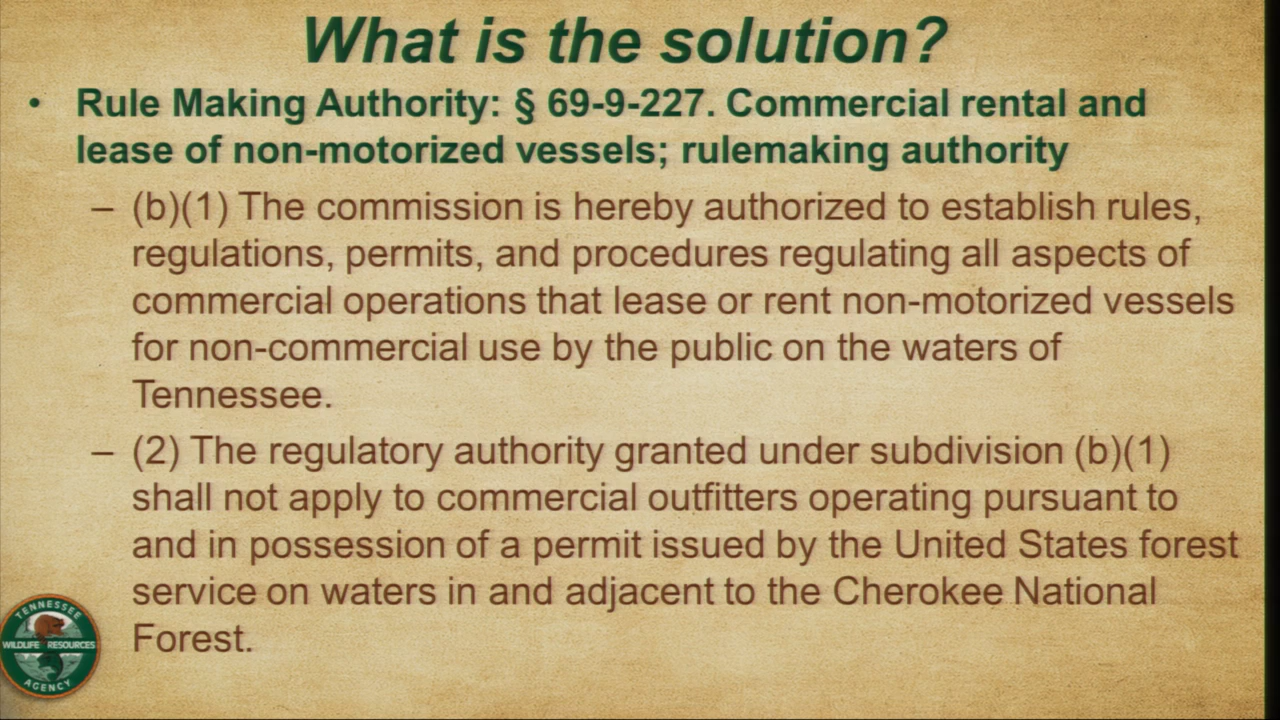 What is the solution?
• Rule Making Authority: § 69-9-227. Commercial rental and
lease of non-motorized vessels; rulemaking authority
– (b)(1) The commission is hereby authorized to establish rules,
regulations, permits, and procedures regulating all aspects of
commercial operations that lease or rent non-motorized vessels
for non-commercial use by the public on the waters of
Tennessee.
– (2) The regulatory authority granted under subdivision (b)(1)
shall not apply to commercial outfitters operating pursuant to
and in possession of a permit issued by the United States forest
service on waters in and adjacent to the Cherokee National
Forest.
TENNESSEE
WILDLIFE RESOURCES
AGENCY